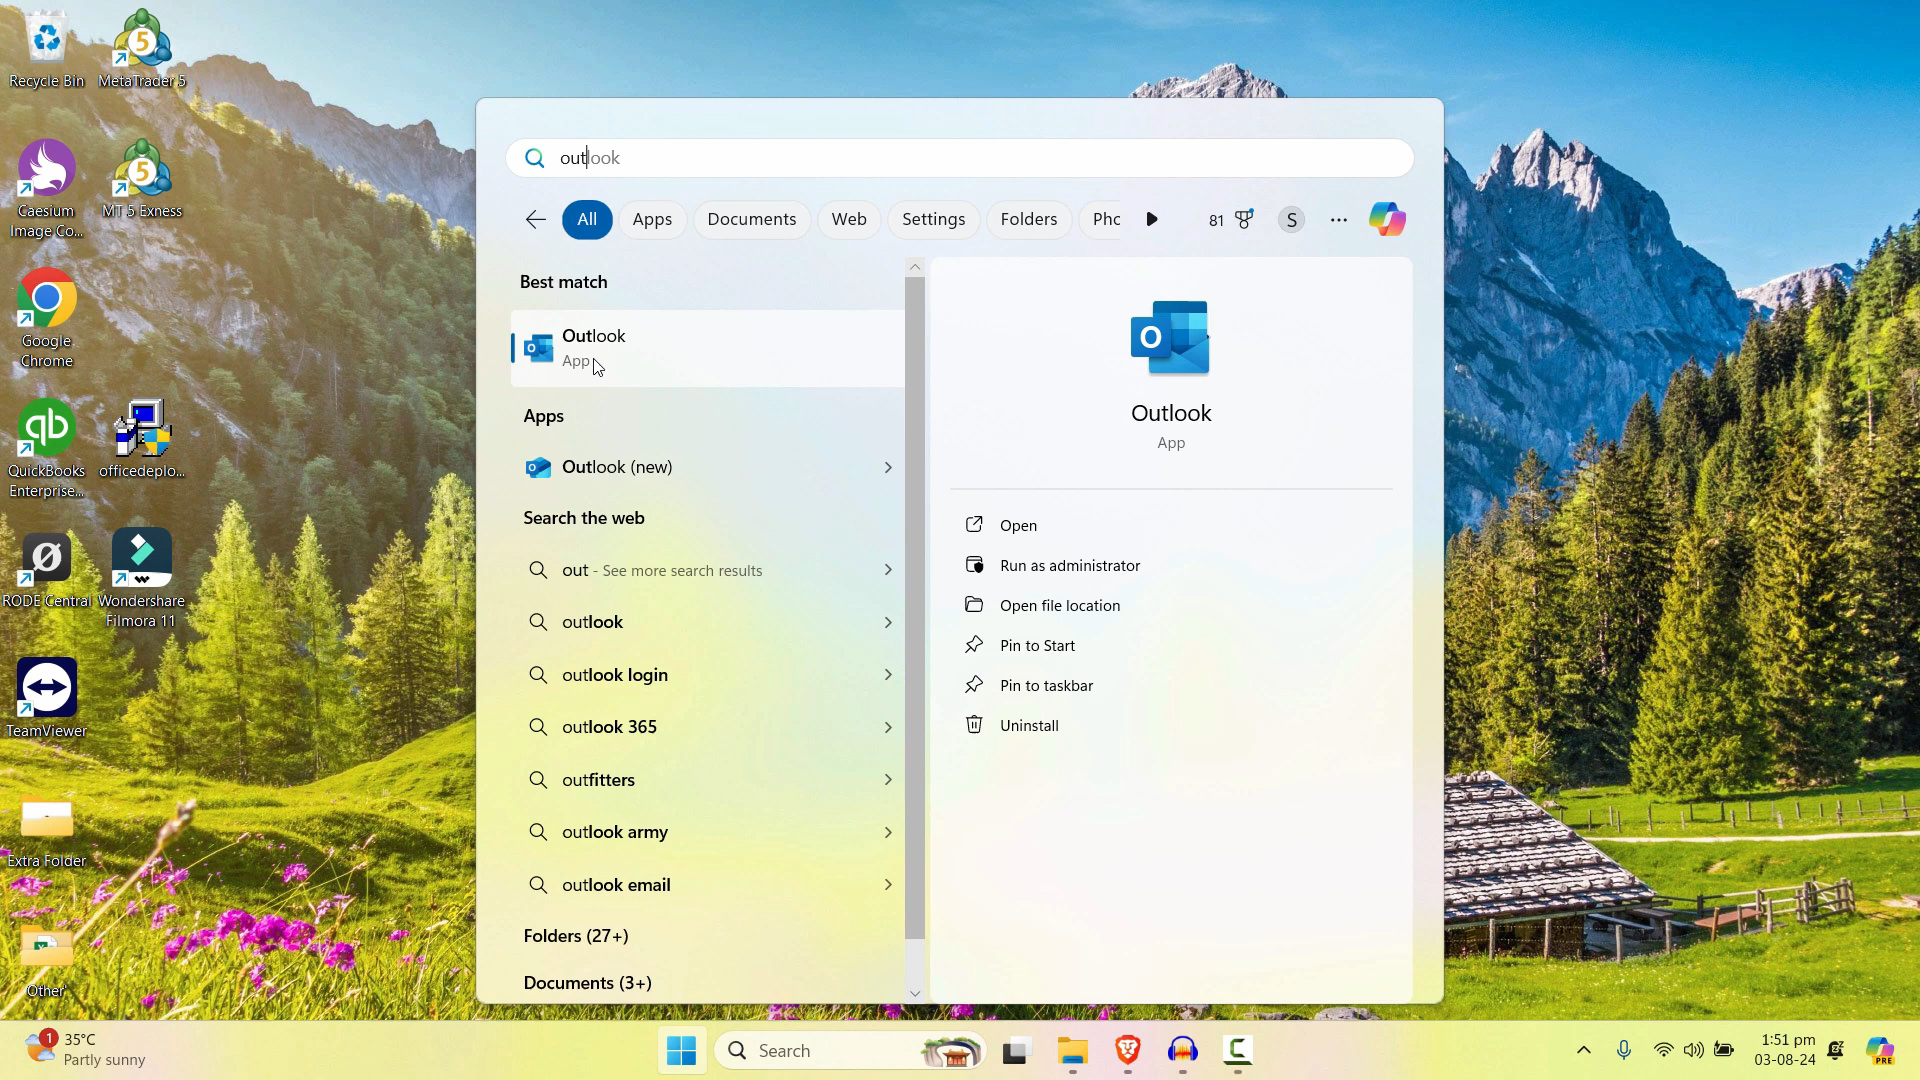 Recycle Bin
MetaTrader 5
Caesium
Image Co...
MT 5 Exness
Google
Chrome
QuickBooks
Enterprise...
officedeplo...
RODE Central
Wondershare
Filmora 11
TeamViewer
Extra Folder
Other
outlook
All
Apps
Documents
Web
Settings
Folders
Pho
81
S
Best match
Outlook
App
Apps
Outlook (new)
Search the web
out - See more search results
outlook
outlook login
outlook 365
outfitters
outlook army
outlook email
Folders (27+)
Documents (3+)
Outlook
App
Open
Run as administrator
Open file location
Pin to Start
Pin to taskbar
Uninstall
1
35°C
Partly sunny
Search
1:51 pm
03-08-24
PRE